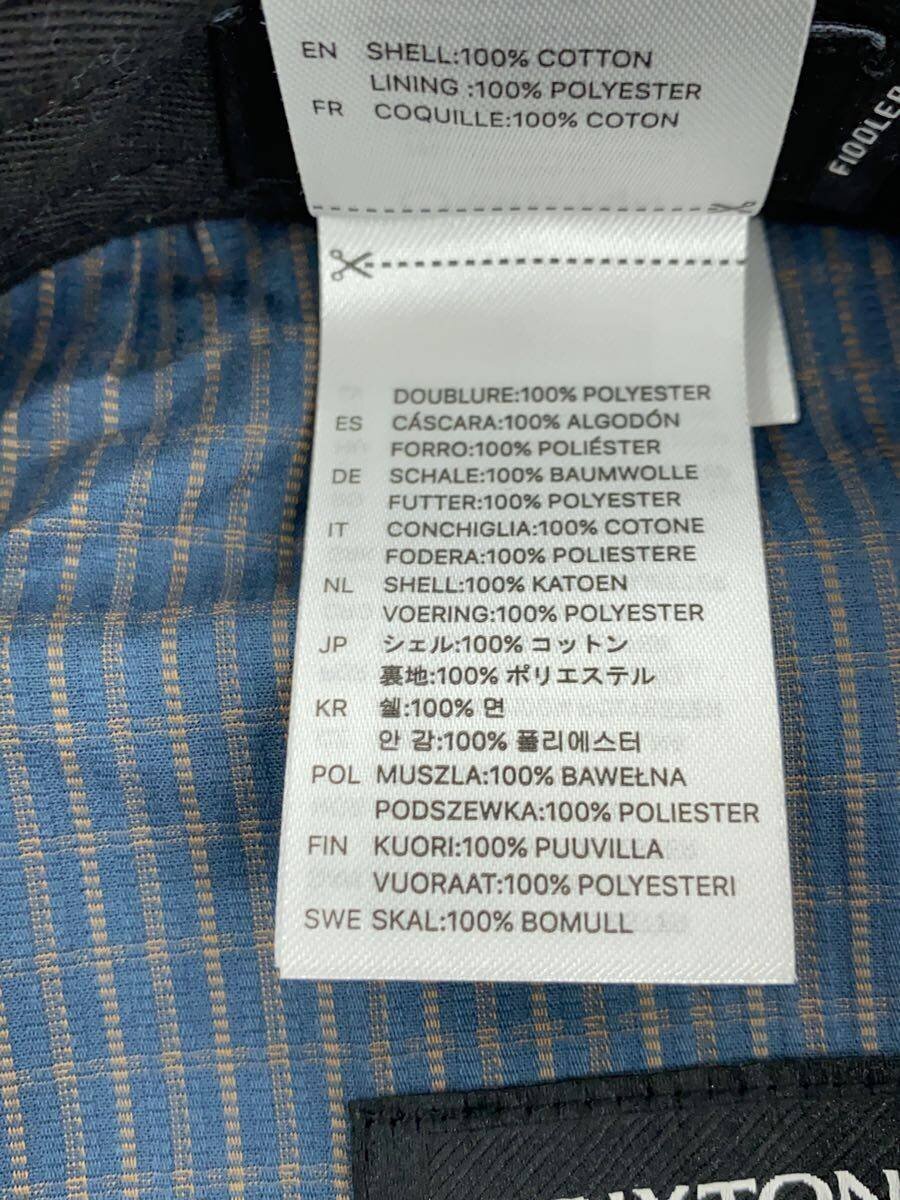 EN SHELL:100% COTTON
LINING :100% POLYESTER
FR COQUILLE:100% COTON
FIDDLER
DOUBLURE:100% POLYESTER
ES CÁSCARA:100% ALGODÓN
FORRO:100% POLIÉSTER
DE SCHALE:100% BAUMWOLLE
FUTTER:100% POLYESTER
IT CONCHIGLIA:100% COTONE
FODERA:100% POLIESTERE
NL SHELL:100% KATOEN
VOERING:100% POLYESTER
JP シェル:100% コットン
裏地:100% ポリエステル
KR 쉘:100% 면
안 감:100% 폴리에스터
POL MUSZLA:100% BAWEŁNA
PODSZEWKA:100% POLIESTER
FIN KUORI:100% PUUVILLA
VUORAAT:100% POLYESTERI
SWE SKAL:100% BOMULL